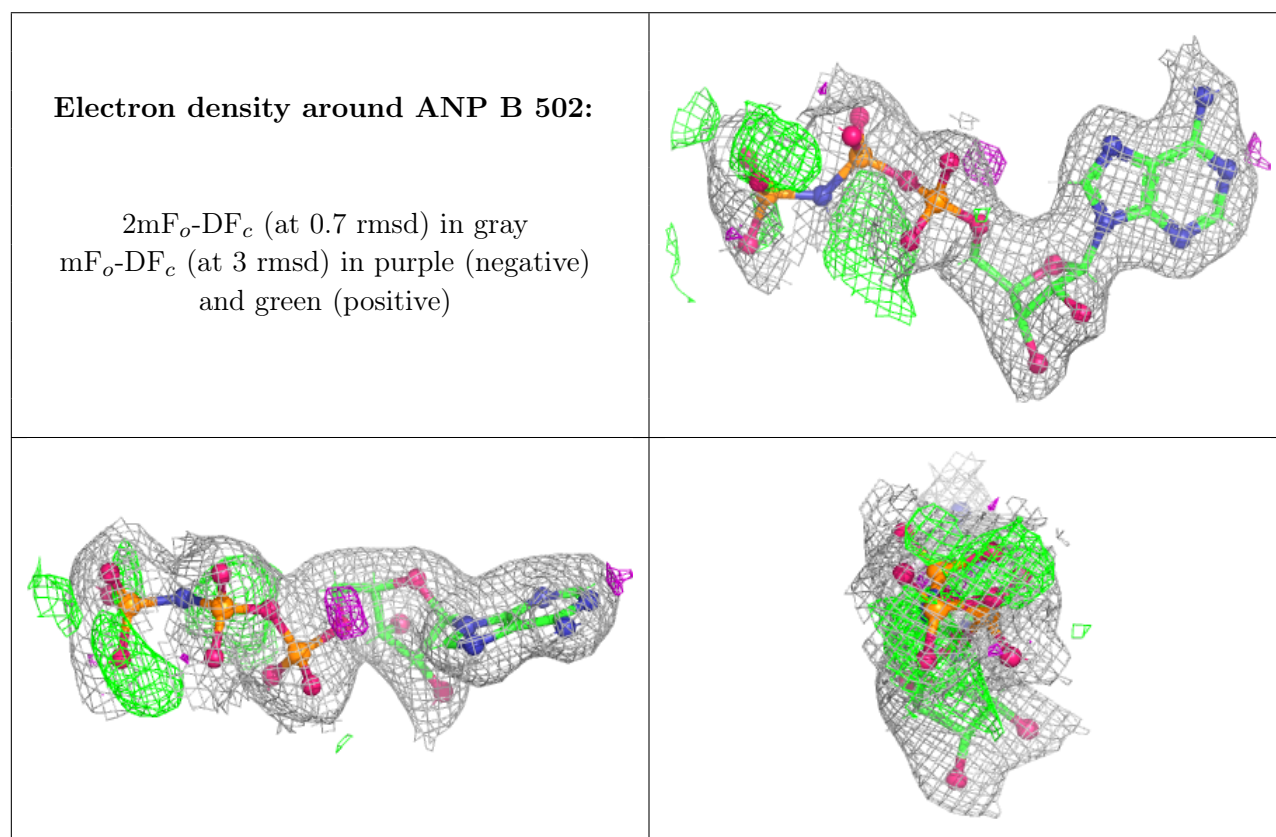 Electron density around ANP B 502:
2mFₒ-DF𝒸 (at 0.7 rmsd) in gray
mFₒ-DF𝒸 (at 3 rmsd) in purple (negative)
and green (positive)